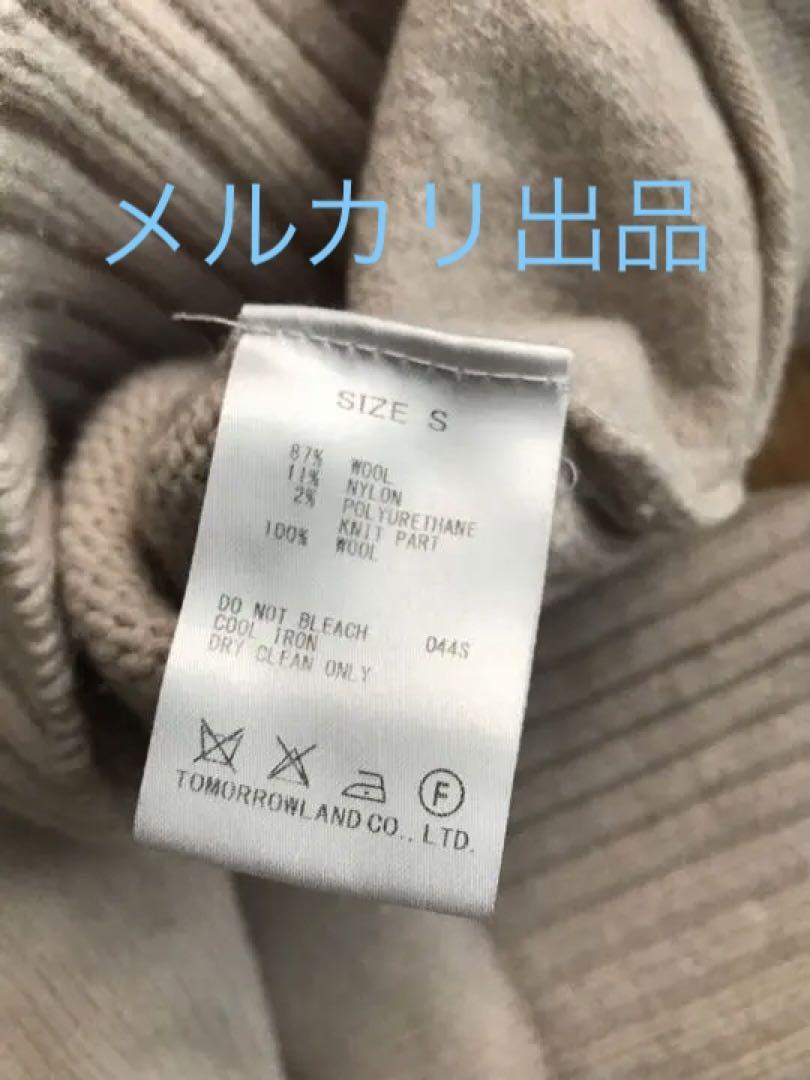 メルカリ出品
SIZE S
87% WOOL
11% NYLON
2% POLYURETHANE
KNIT PART
100% WOOL
DO NOT BLEACH
COOL IRON 044S
DRY CLEAN ONLY
F
TOMORROWLAND CO., LTD.